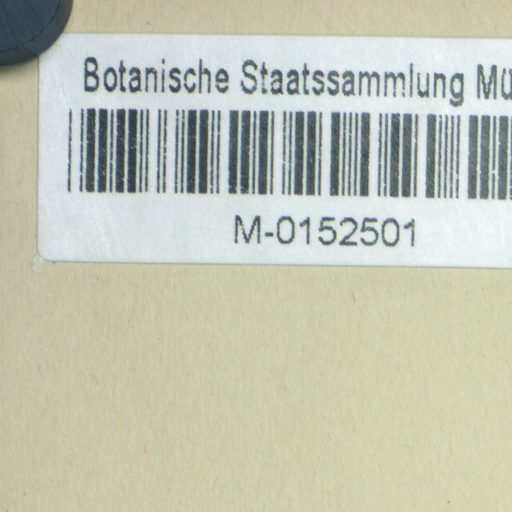 Botanische Staatssammlung Mü
M-0152501